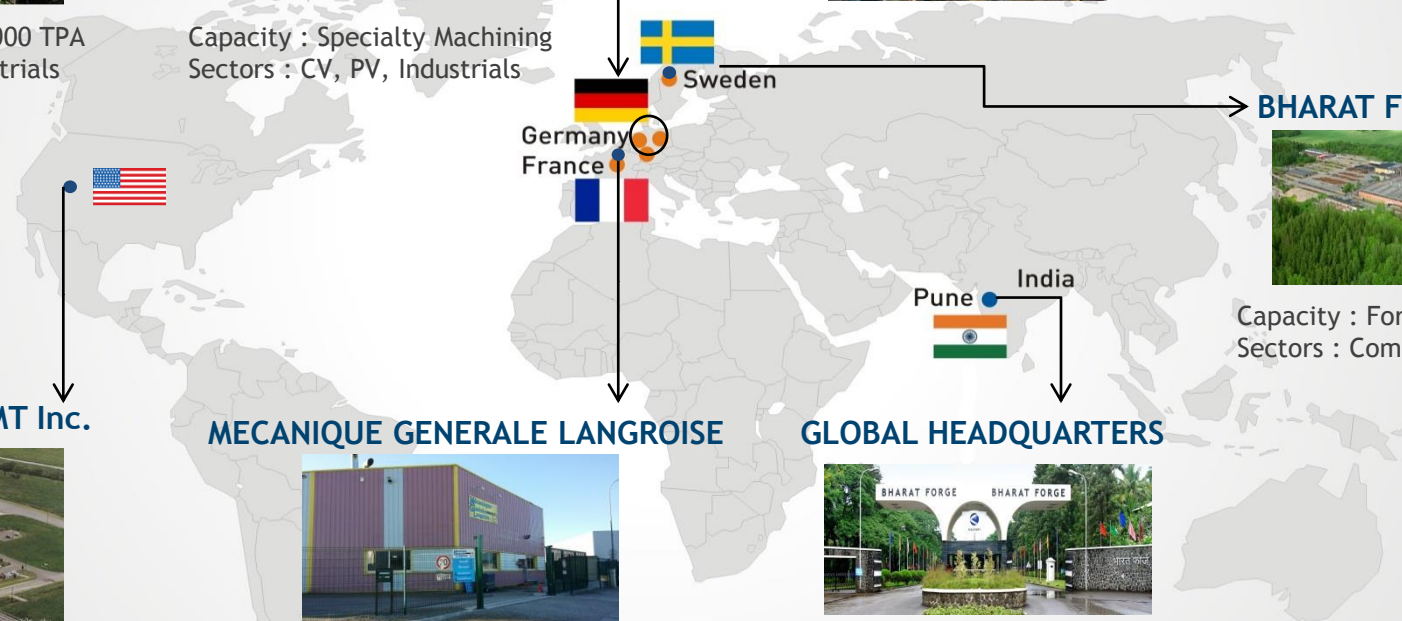 000 TPA
trials
Capacity : Specialty Machining
Sectors : CV, PV, Industrials
Sweden
Germany
France
BHARAT F
Capacity : For
Sectors : Com
India
Pune
MT Inc.
MECANIQUE GENERALE LANGROISE
GLOBAL HEADQUARTERS
BHARAT FORGE BHARAT FORGE
भारत फोर्ज